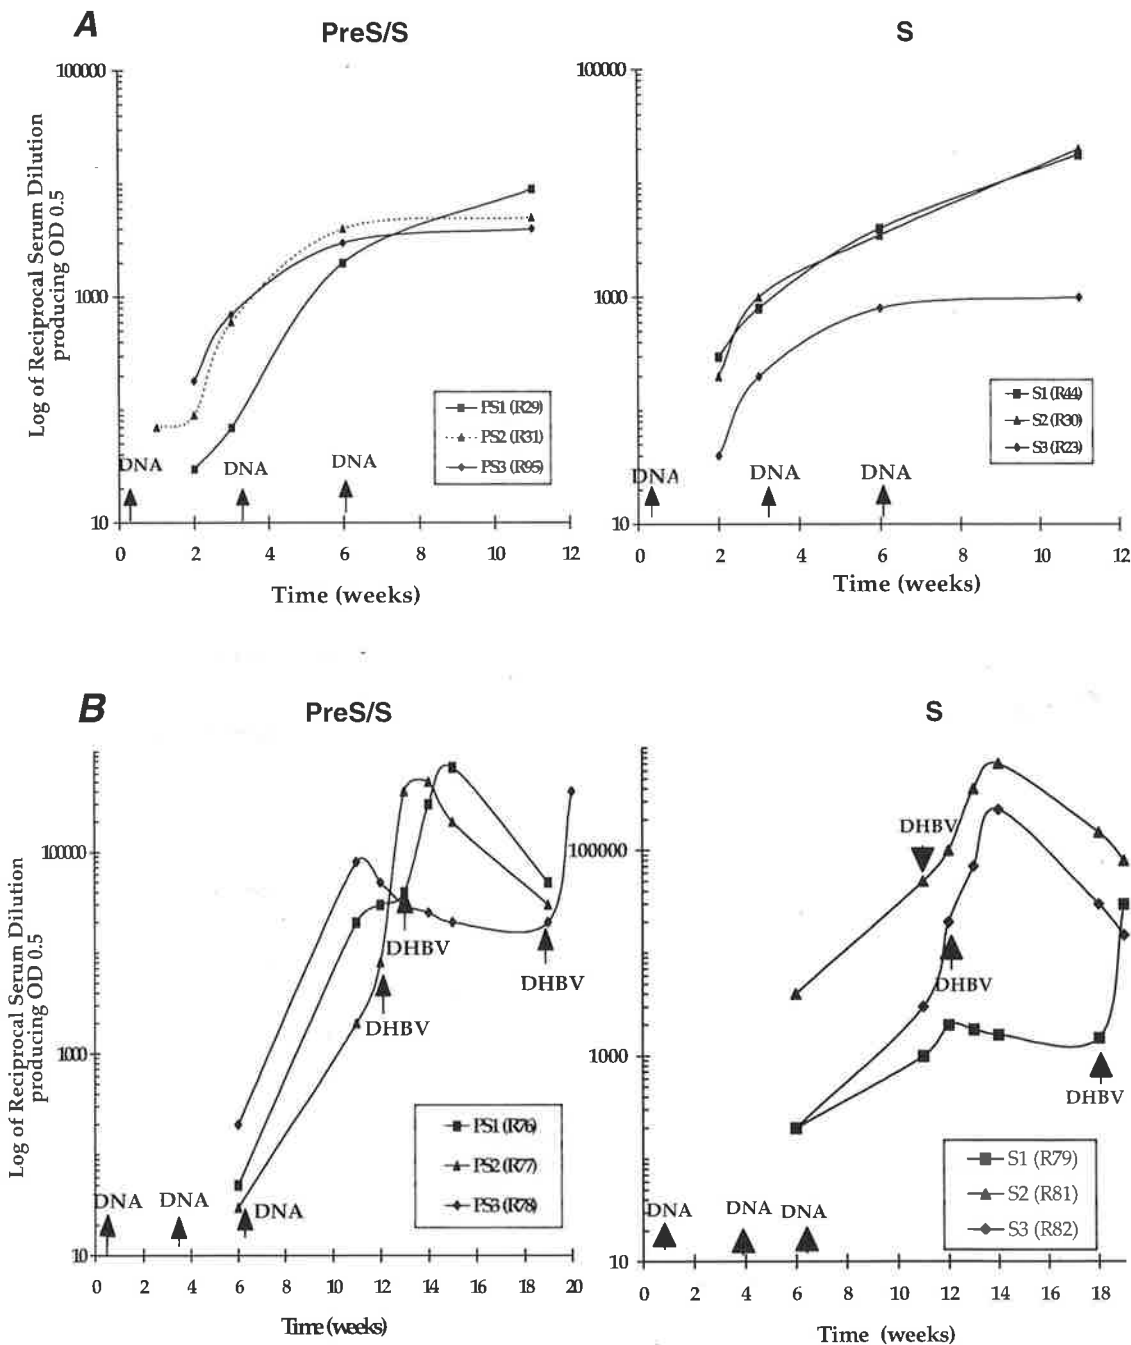 A
PreS/S
S
100000
1000
10
Log of Reciprocal Serum Dilution
producing OD 0.5
PS1 (R29)
PS2 (R31)
PS3 (R95)
DNA
DNA
DNA
0 2 4 6 8 10 12
Time (weeks)
100000
1000
10
S1 (R44)
S2 (R30)
S3 (R23)
DNA
DNA
DNA
0 2 4 6 8 10 12
Time (weeks)
B
PreS/S
S
10000
1000
10
Log of Reciprocal Serum Dilution
producing OD 0.5
DHBV
DHBV
DHBV
PS1 (R76)
PS2 (R77)
PS3 (R78)
DNA
DNA
DNA
0 2 4 6 8 10 12 14 16 18 20
Time (weeks)
100000
1000
10
DHBV
DHBV
DHBV
S1 (R79)
S2 (R81)
S3 (R82)
DNA
DNA
DNA
0 2 4 6 8 10 12 14 16 18
Time (weeks)